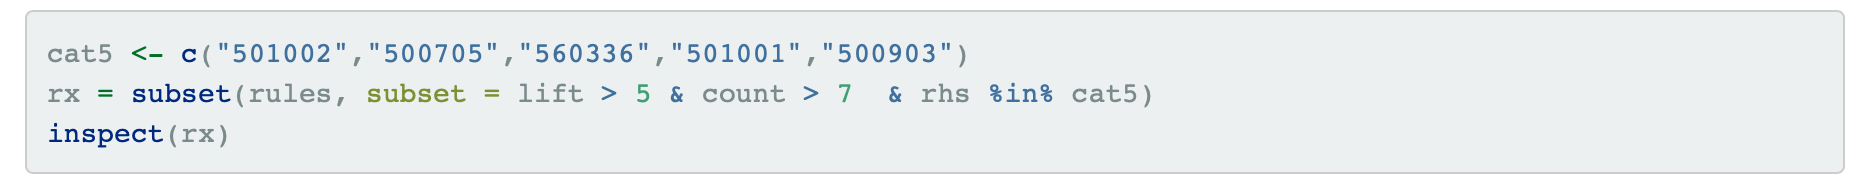 cat5 <- c("501002","500705","560336","501001","500903")
rx = subset(rules, subset = lift > 5 & count > 7  & rhs %in% cat5)
inspect(rx)